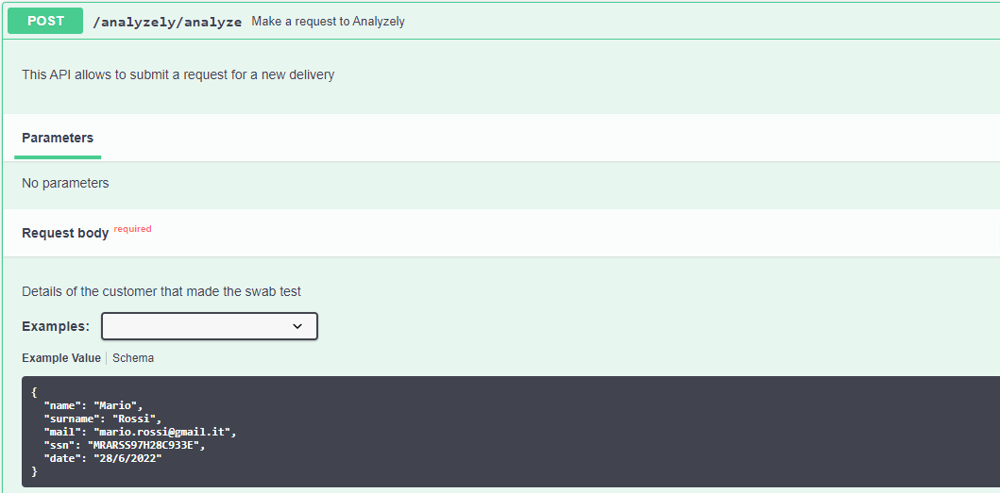 POST /analyzely/analyze Make a request to Analyzely
This API allows to submit a request for a new delivery
Parameters
No parameters
Request body required
Details of the customer that made the swab test
Examples:
Example Value Schema
{
"name": "Mario",
"surname": "Rossi",
"mail": "mario.rossi@gmail.it",
"ssn": "MRARSS97H28C933E",
"date": "28/6/2022"
}